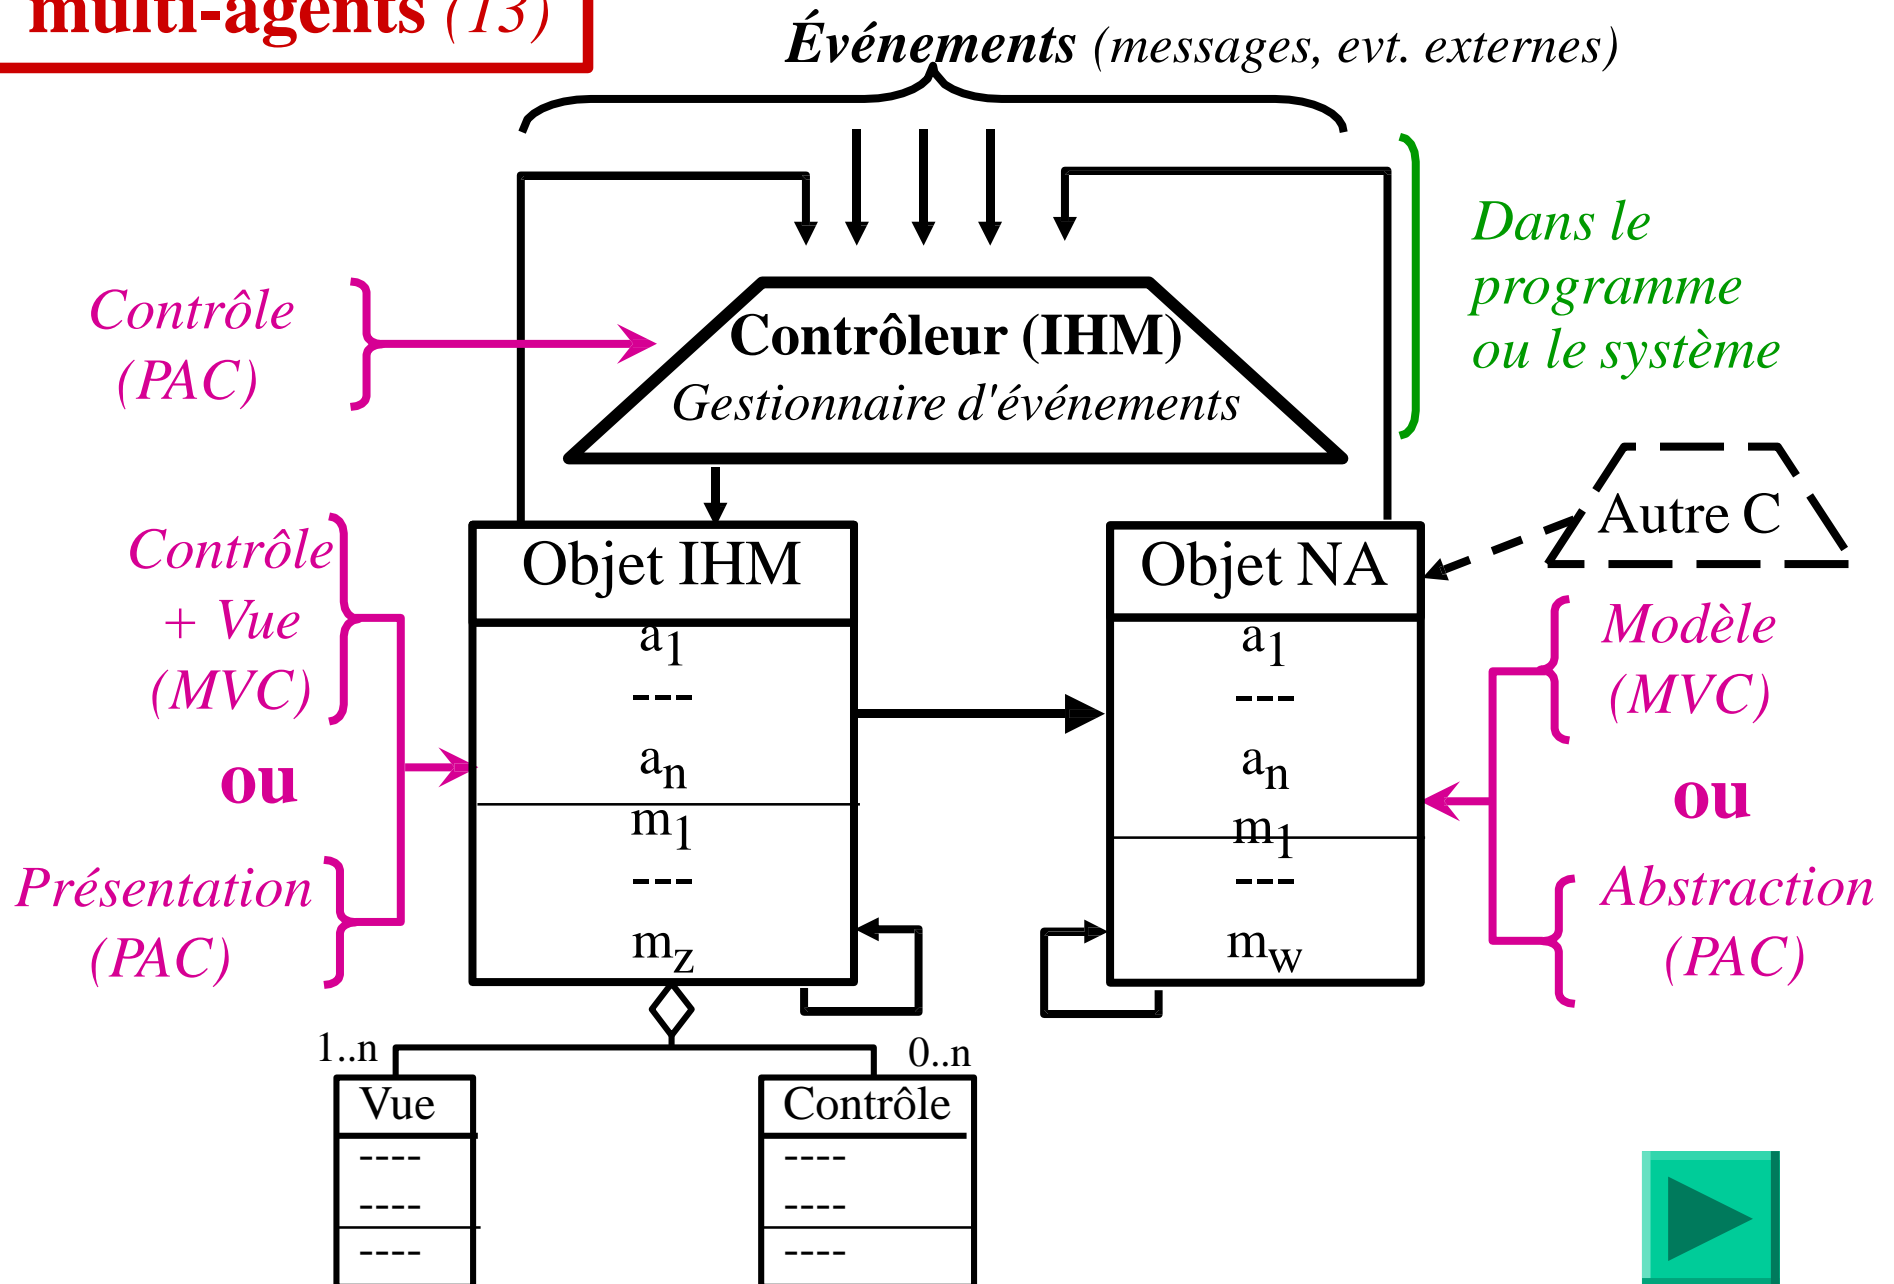 multi-agents (13)
Événements (messages, evt. externes)
Dans le
programme
ou le système
Contrôle
(PAC)
Contrôleur (IHM)
Gestionnaire d'événements
Autre C
Contrôle
+ Vue
(MVC)
ou
Présentation
(PAC)
Objet IHM
a1
---
an
m1
---
mz
Objet NA
a1
---
an
m1
---
mw
Modèle
(MVC)
ou
Abstraction
(PAC)
1..n
0..n
Vue
----
----
----
Contrôle
----
----
----